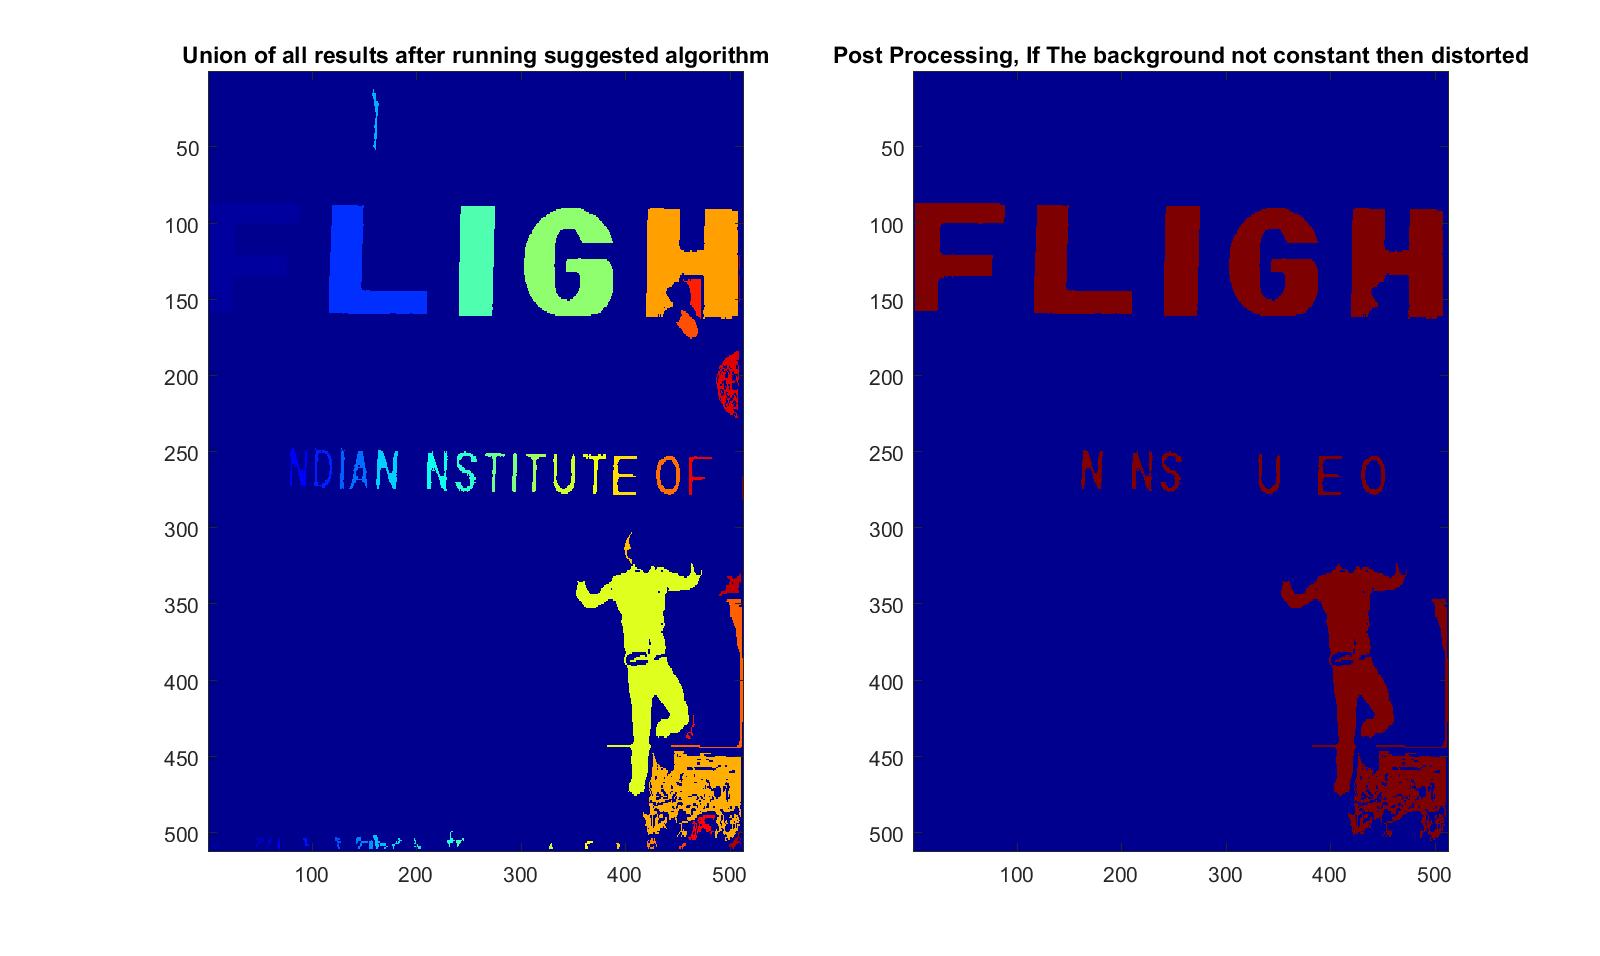 Union of all results after running suggested algorithm
50
100
150
200
250
300
350
400
450
500
100 200 300 400 500
FLIGH
NDIAN NSTITUTE OF
Post Processing, If The background not constant then distorted
50
100
150
200
250
300
350
400
450
500
100 200 300 400 500
FLIGH
N NS U E O